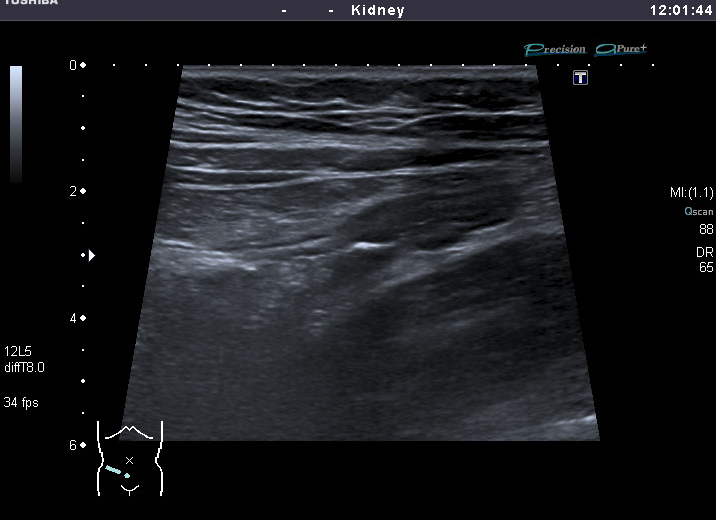 TOSHIBA
- - Kidney 12:01:44
Precision APure+
T
0
2
4
6
MI:(1.1)
Qscan
88
DR
65
12L5
diffT8.0
34 fps